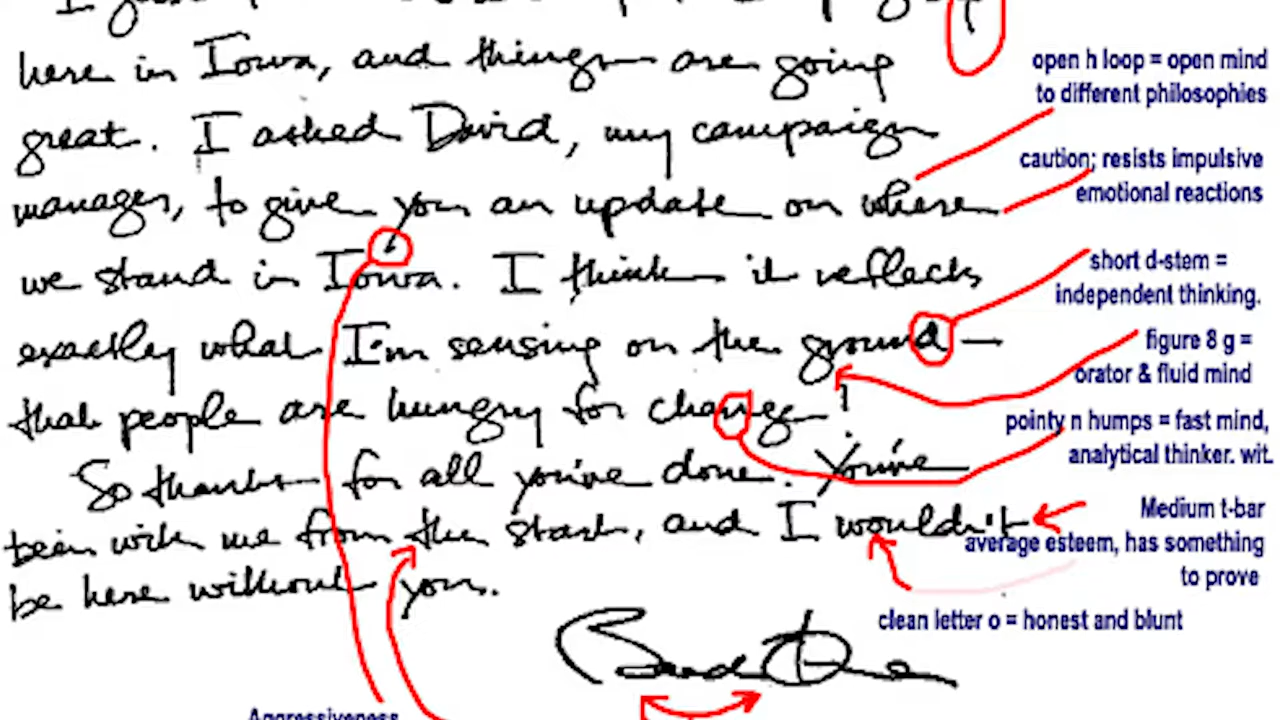 here in Iowa, and things are going
great. I asked David, my campaign
manager, to give you an update on where
we stand in Iowa. I think it reflects
exactly what I'm sensing on the ground —
that people are hungry for change!
So thanks for all you've done. You've
been with me from the start, and I wouldn't
be here without you.
open h loop = open mind
to different philosophies
caution; resists impulsive
emotional reactions
short d-stem =
independent thinking.
figure 8 g =
orator & fluid mind
pointy n humps = fast mind,
analytical thinker. wit.
Medium t-bar
average esteem, has something
to prove
clean letter o = honest and blunt
Aggressiveness